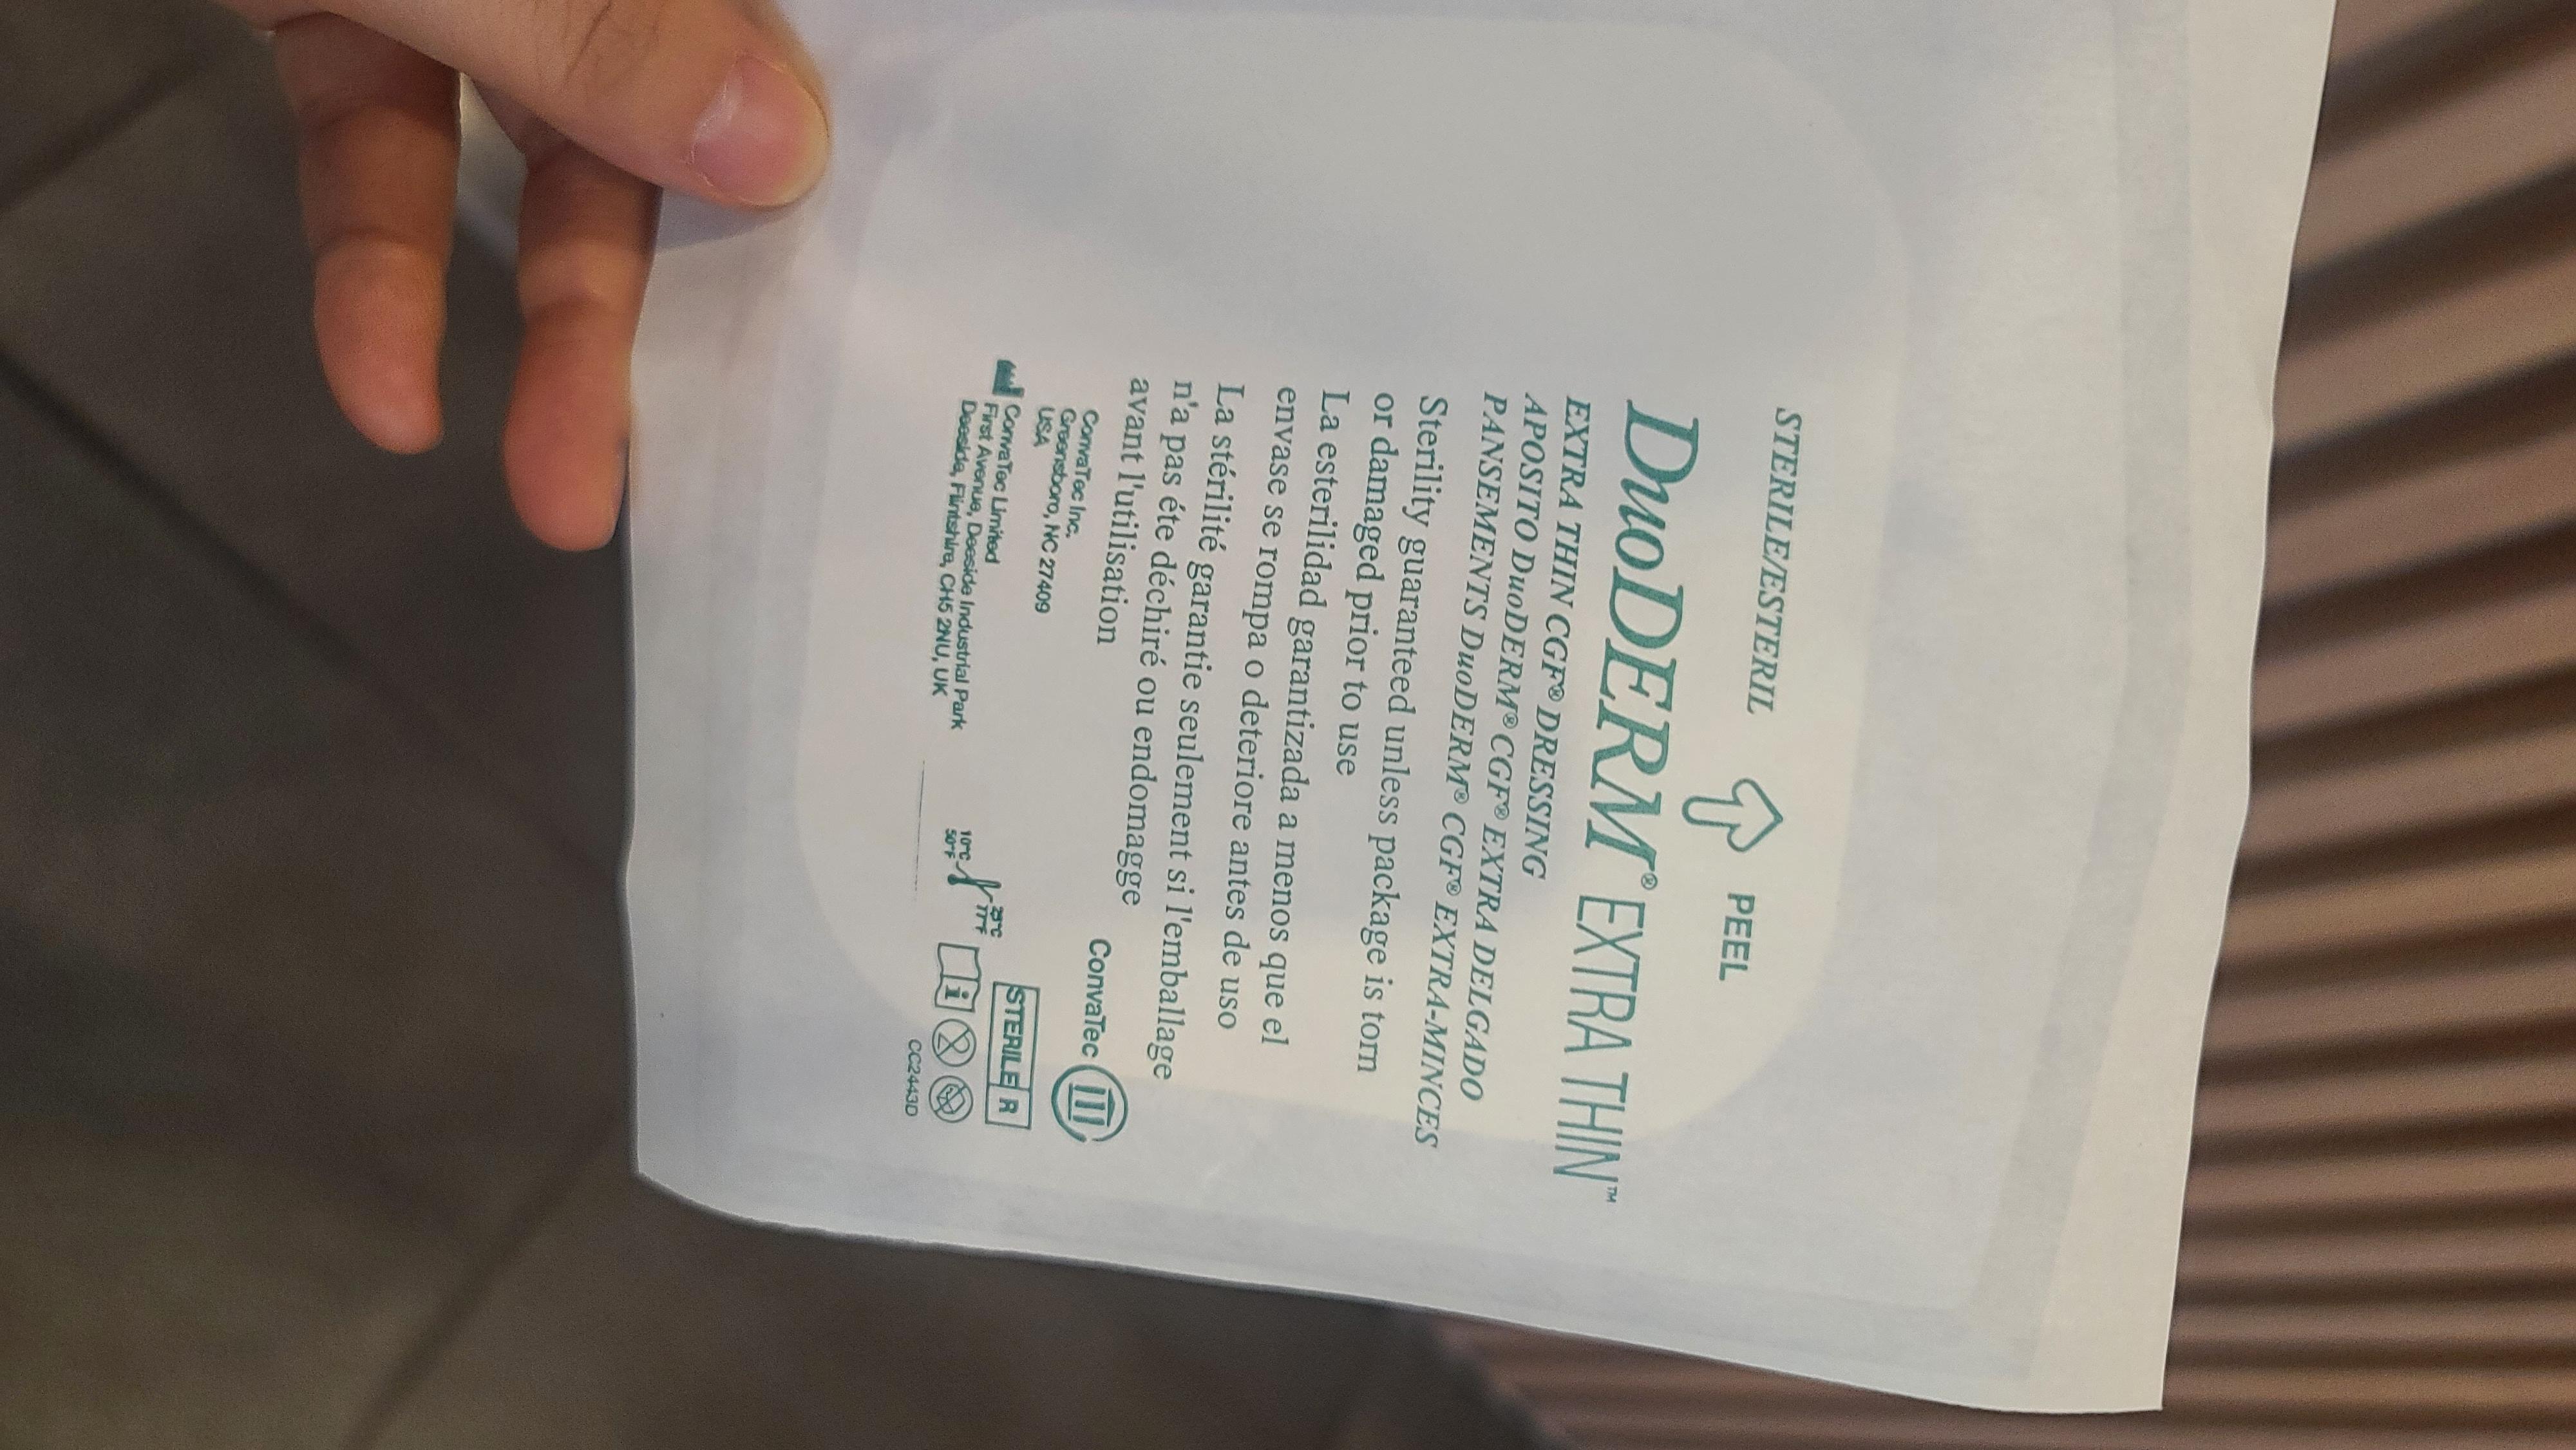 STERILE/ESTERIL
PEEL
DuoDERM® EXTRA THIN™
EXTRA THIN CGF® DRESSING
APOSITO DuoDERM® CGF® EXTRA DELGADO
PANSEMENTS DuoDERM® CGF® EXTRA-MINCES
Sterility guaranteed unless package is torn
or damaged prior to use
La esterilidad garantizada a menos que el
envase se rompa o deteriore antes de uso
La stérilité garantie seulement si l'emballage
n'a pas éte déchiré ou endomagge
avant l'utilisation
ConvaTec Inc.
Greensboro, NC 27409
USA
ConvaTec Limited
First Avenue, Deeside Industrial Park
Deeside, Flintshire, CH5 2NU, UK
ConvaTec
STERILE R
25°C
77°F
10°C
50°F
i
2
CC2443D